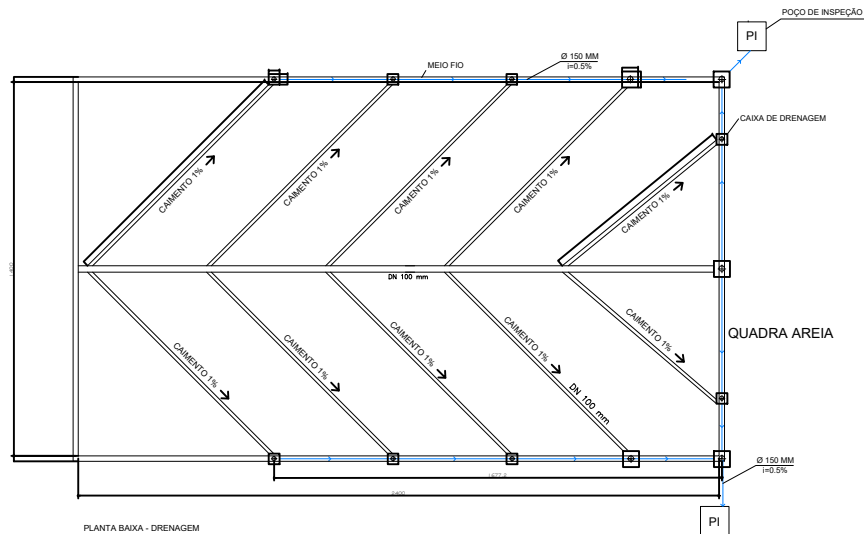 POÇO DE INSPEÇÃO
PI
Ø 150 MM
i=0.5%
MEIO FIO
CAIXA DE DRENAGEM
CAIMENTO 1%
CAIMENTO 1%
CAIMENTO 1%
CAIMENTO 1%
CAIMENTO 1%
DN 100 mm
QUADRA AREIA
CAIMENTO 1%
CAIMENTO 1%
CAIMENTO 1%
CAIMENTO 1%
CAIMENTO 1%
DN 100 mm
Ø 150 MM
i=0.5%
2400
PI
PLANTA BAIXA - DRENAGEM